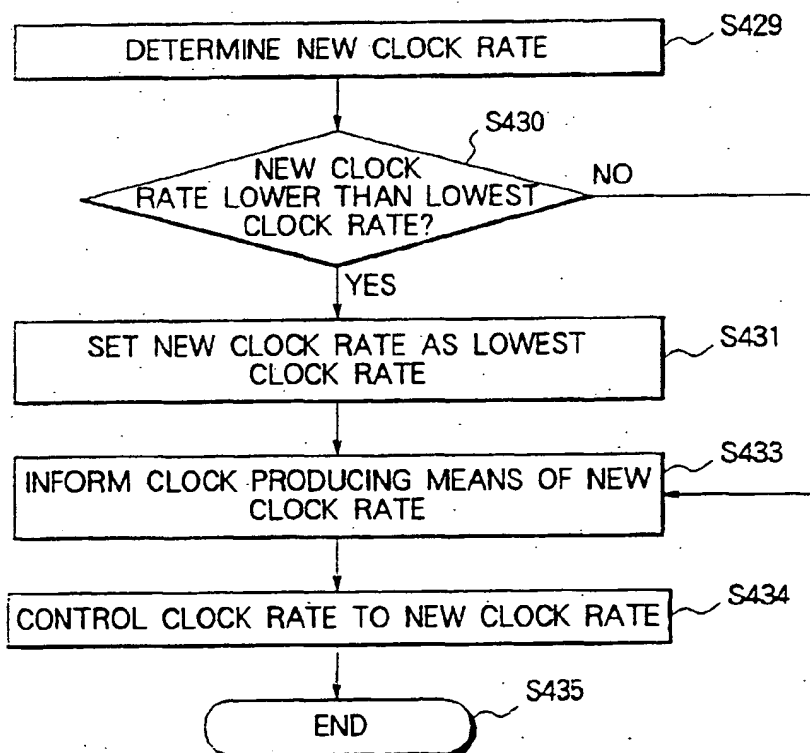 S429
DETERMINE NEW CLOCK RATE
S430
NEW CLOCK
RATE LOWER THAN LOWEST
CLOCK RATE?
NO
YES
SET NEW CLOCK RATE AS LOWEST
CLOCK RATE
S431
INFORM CLOCK PRODUCING MEANS OF NEW
CLOCK RATE
S433
CONTROL CLOCK RATE TO NEW CLOCK RATE
S434
END
S435